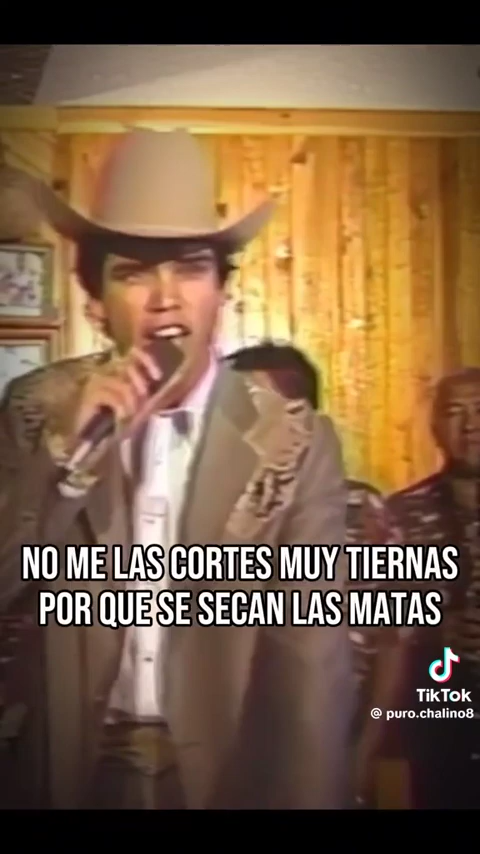 NO ME LAS CORTES MUY TIERNAS
POR QUE SE SECAN LAS MATAS
TikTok
@ puro.chalino8